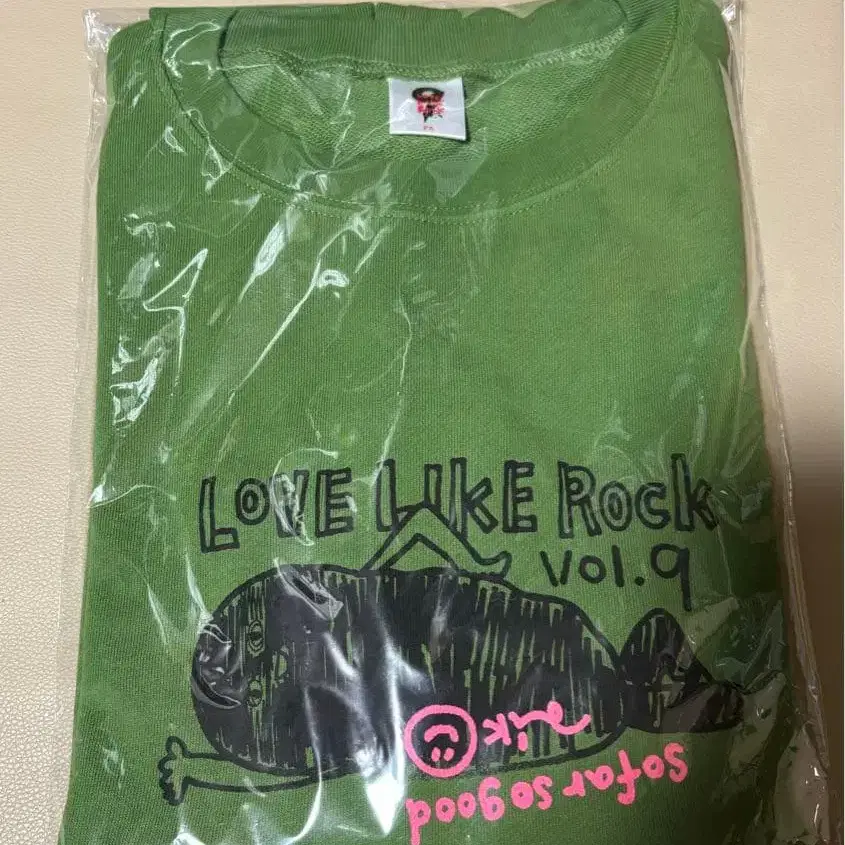 LOVE LIKE ROCK
Vol.9
aiko
so far so good